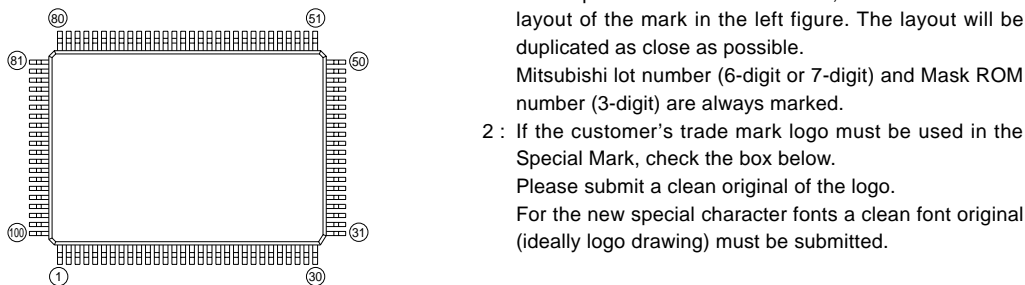 80
51
81
50
100
31
1
30
layout of the mark in the left figure. The layout will be
duplicated as close as possible.
Mitsubishi lot number (6-digit or 7-digit) and Mask ROM
number (3-digit) are always marked.
2 : If the customer’s trade mark logo must be used in the
Special Mark, check the box below.
Please submit a clean original of the logo.
For the new special character fonts a clean font original
(ideally logo drawing) must be submitted.